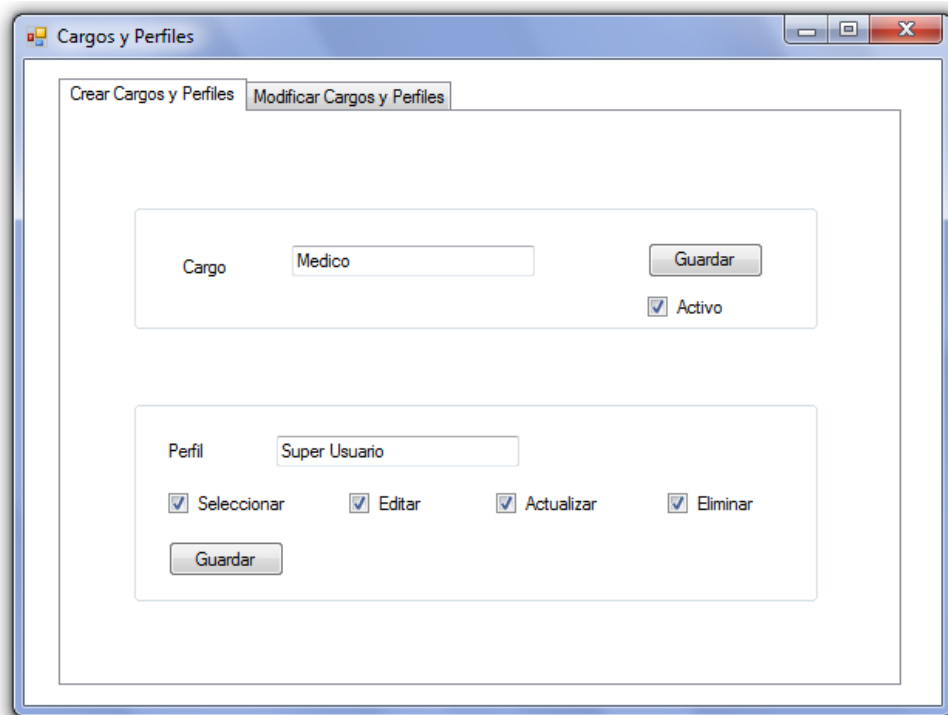 Cargos y Perfiles
Crear Cargos y Perfiles Modificar Cargos y Perfiles
Cargo Medico Guardar
Activo
Perfil Super Usuario
Seleccionar Editar Actualizar Eliminar
Guardar